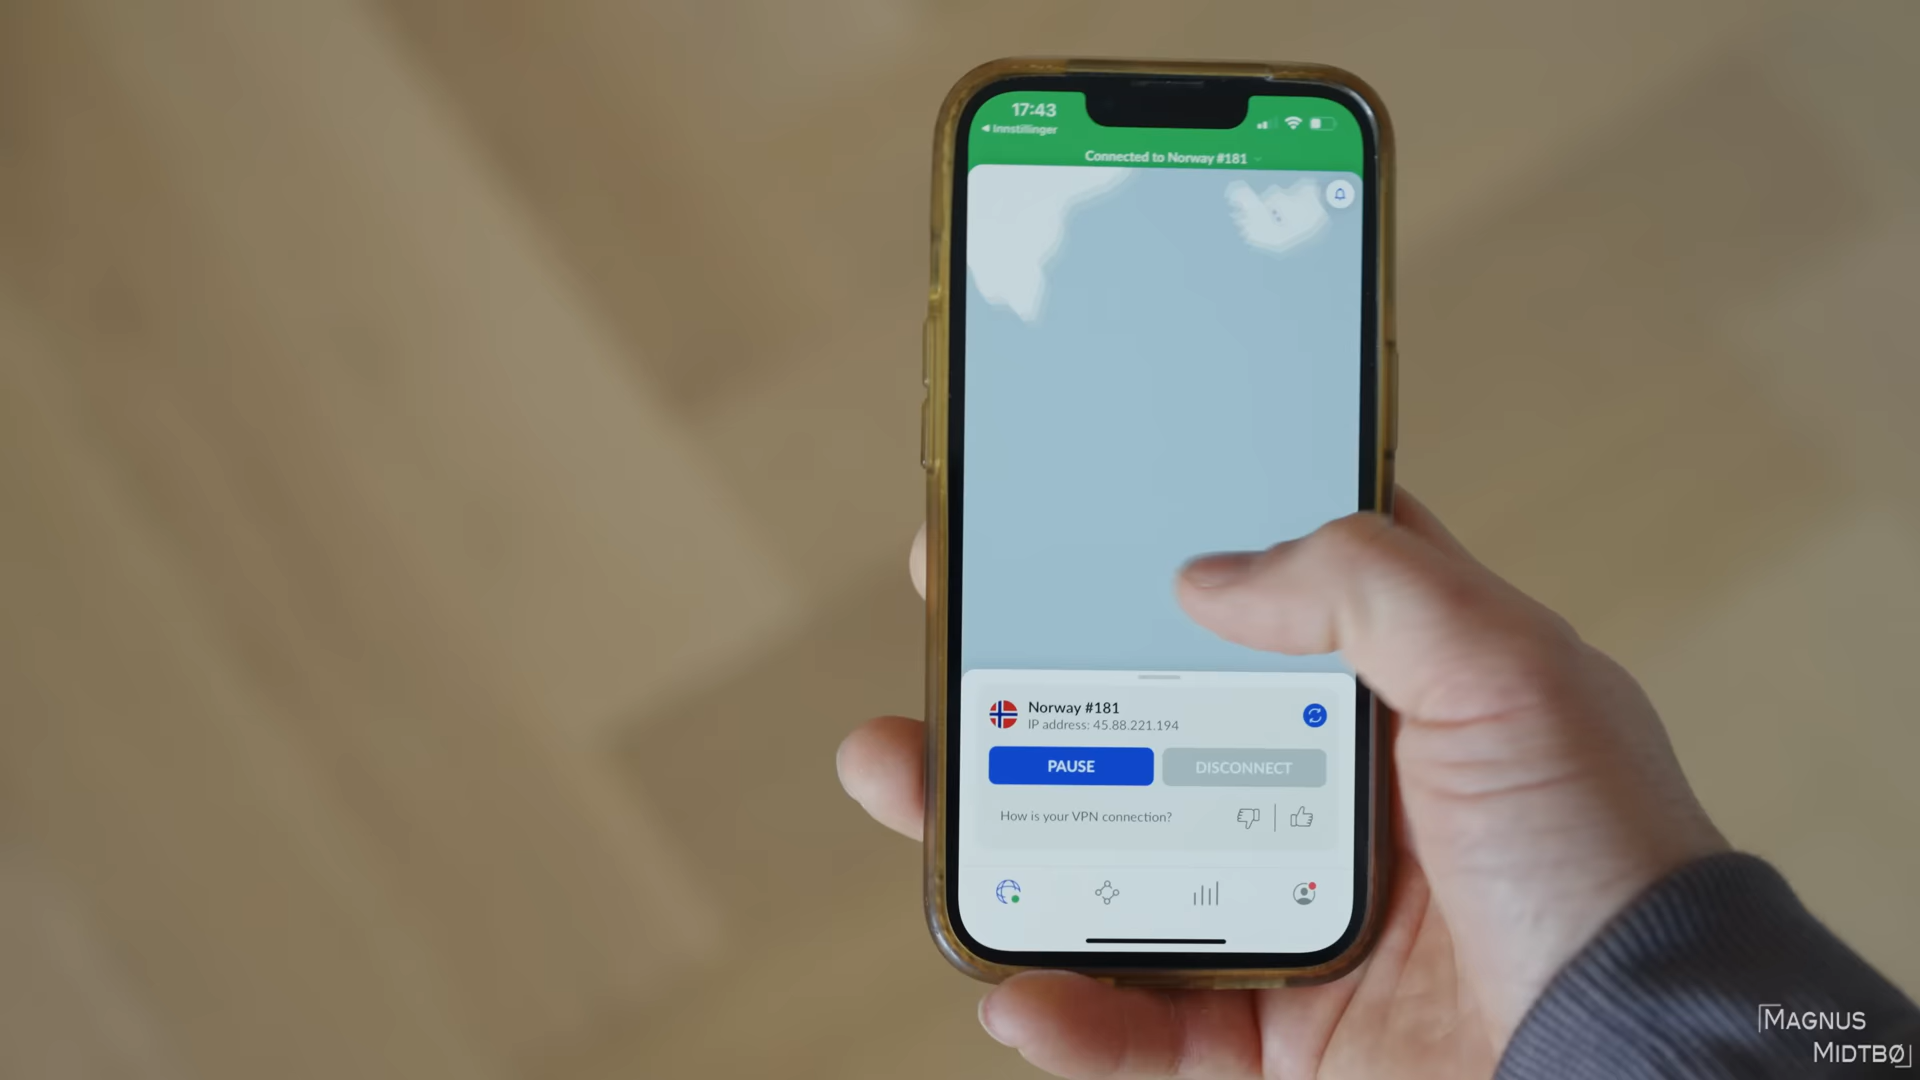 17:43
Innstillinger
Connected to Norway #181
Norway #181
IP address: 45.88.221.194
PAUSE
DISCONNECT
How is your VPN connection?
MAGNUS
MIDTBØ